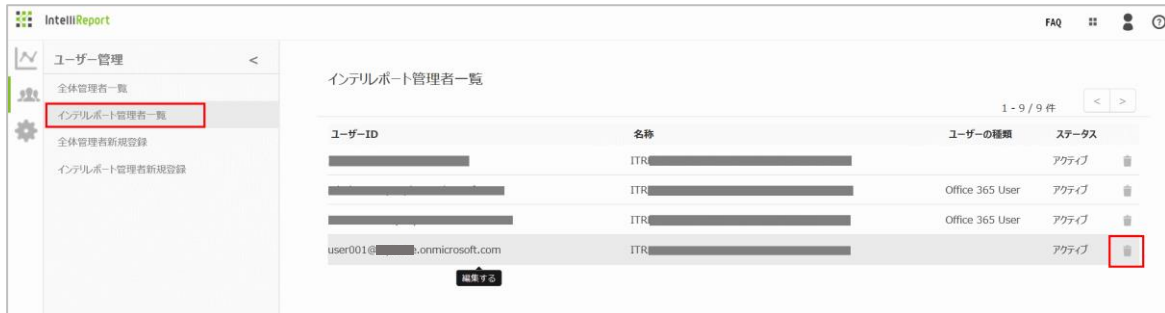 IntelliReport
FAQ
ユーザー管理 <
全体管理者一覧
インテリレポート管理者一覧
全体管理者新規登録
インテリレポート管理者新規登録
インテリレポート管理者一覧
1 - 9 / 9 件 < >
ユーザーID 名称 ユーザーの種類 ステータス
ITR アクティブ
ITR Office 365 User アクティブ
ITR Office 365 User アクティブ
user001@ .onmicrosoft.com ITR アクティブ
編集する